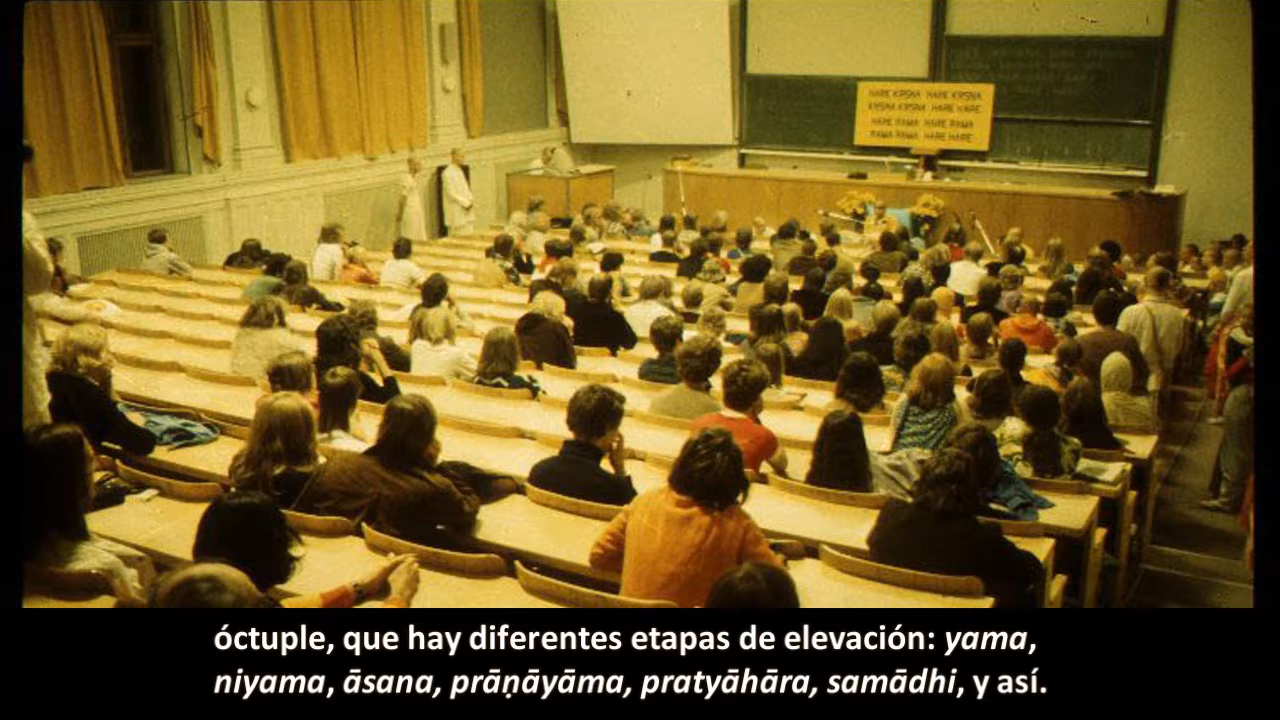 HARE KRSNA HARE KRSNA
KRSNA KRSNA HARE HARE
HARE RAMA HARE RAMA
RAMA RAMA HARE HARE
óctuple, que hay diferentes etapas de elevación: yama,
niyama, āsana, prāṇāyāma, pratyāhāra, samādhi, y así.